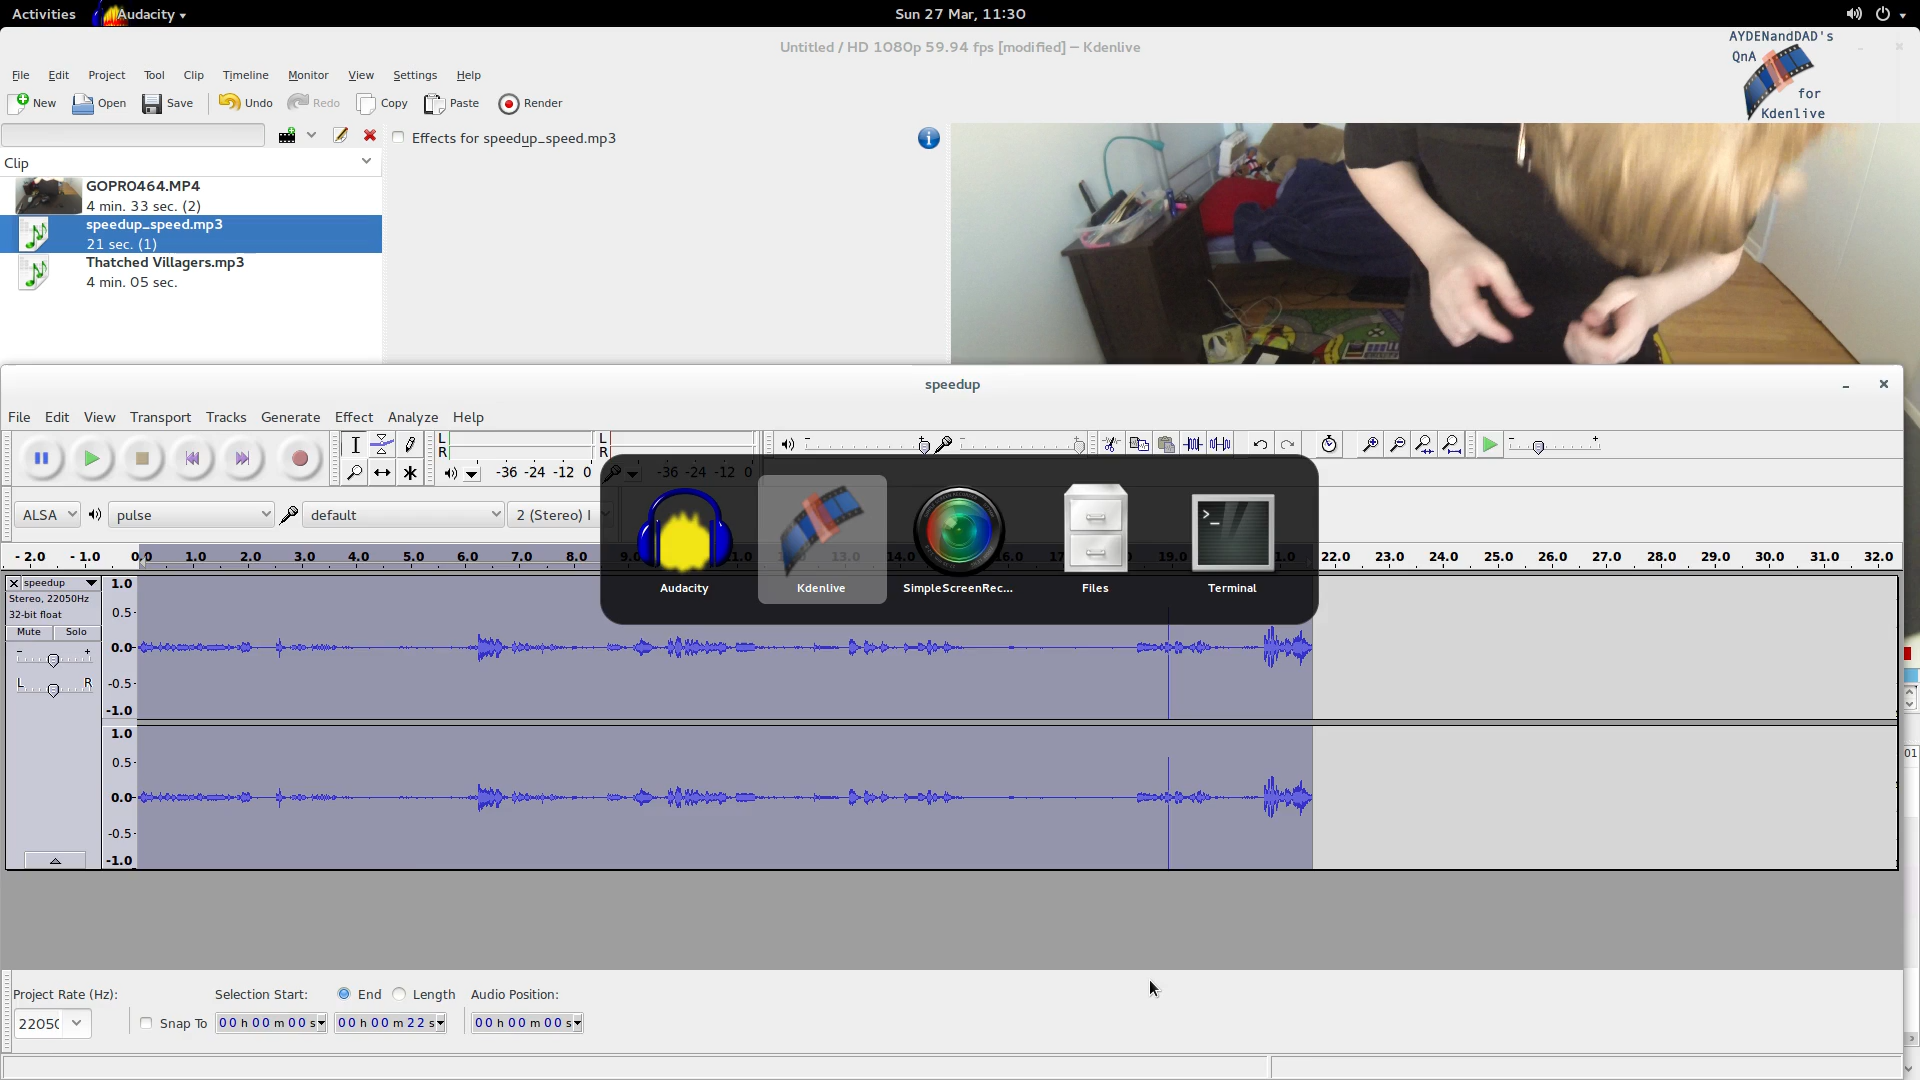 Activities
Audacity
Sun 27 Mar, 11:30
Untitled / HD 1080p 59.94 fps [modified] – Kdenlive
AYDENandDAD's
QnA
for
Kdenlive
File Edit Project Tool Clip Timeline Monitor View Settings Help
New Open Save Undo Redo Copy Paste Render
Effects for speedup_speed.mp3
Clip
GOPRO464.MP4
4 min. 33 sec. (2)
speedup_speed.mp3
21 sec. (1)
Thatched Villagers.mp3
4 min. 05 sec.
speedup
File Edit View Transport Tracks Generate Effect Analyze Help
L
R
-36 -24 -12 0
L
R
-36 -24 -12 0
ALSA pulse default 2 (Stereo) I
Audacity Kdenlive SimpleScreenRec... Files Terminal
- 2.0 - 1.0 0.0 1.0 2.0 3.0 4.0 5.0 6.0 7.0 8.0 9.0 11.0 13.0 14.0 16.0 19.0 22.0 23.0 24.0 25.0 26.0 27.0 28.0 29.0 30.0 31.0 32.0
speedup
Stereo, 22050Hz
32-bit float
Mute Solo
- +
L R
1.0
0.5
0.0
-0.5
-1.0
1.0
0.5
0.0
-0.5
-1.0
01
Project Rate (Hz): Selection Start: End Length Audio Position:
22050 Snap To 00 h 00 m 00 s 00 h 00 m 22 s 00 h 00 m 00 s